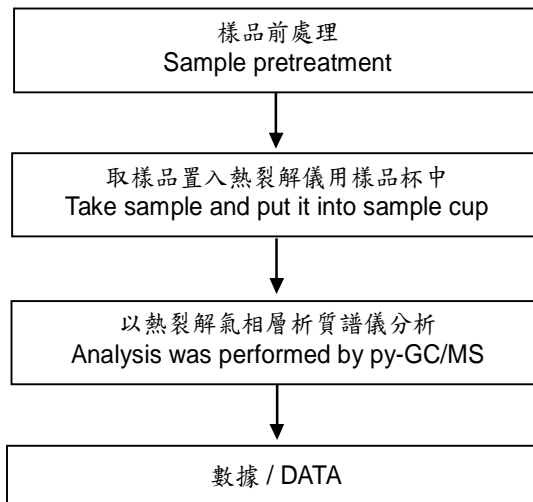 樣品前處理
Sample pretreatment
取樣品置入熱裂解儀用樣品杯中
Take sample and put it into sample cup
以熱裂解氣相層析質譜儀分析
Analysis was performed by py-GC/MS
數據 / DATA